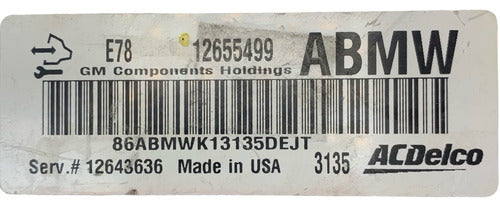 E78 12655499 ABMW
GM Components Holdings
86ABMWK13135DEJT
Serv.# 12643636 Made in USA 3135 ACDelco